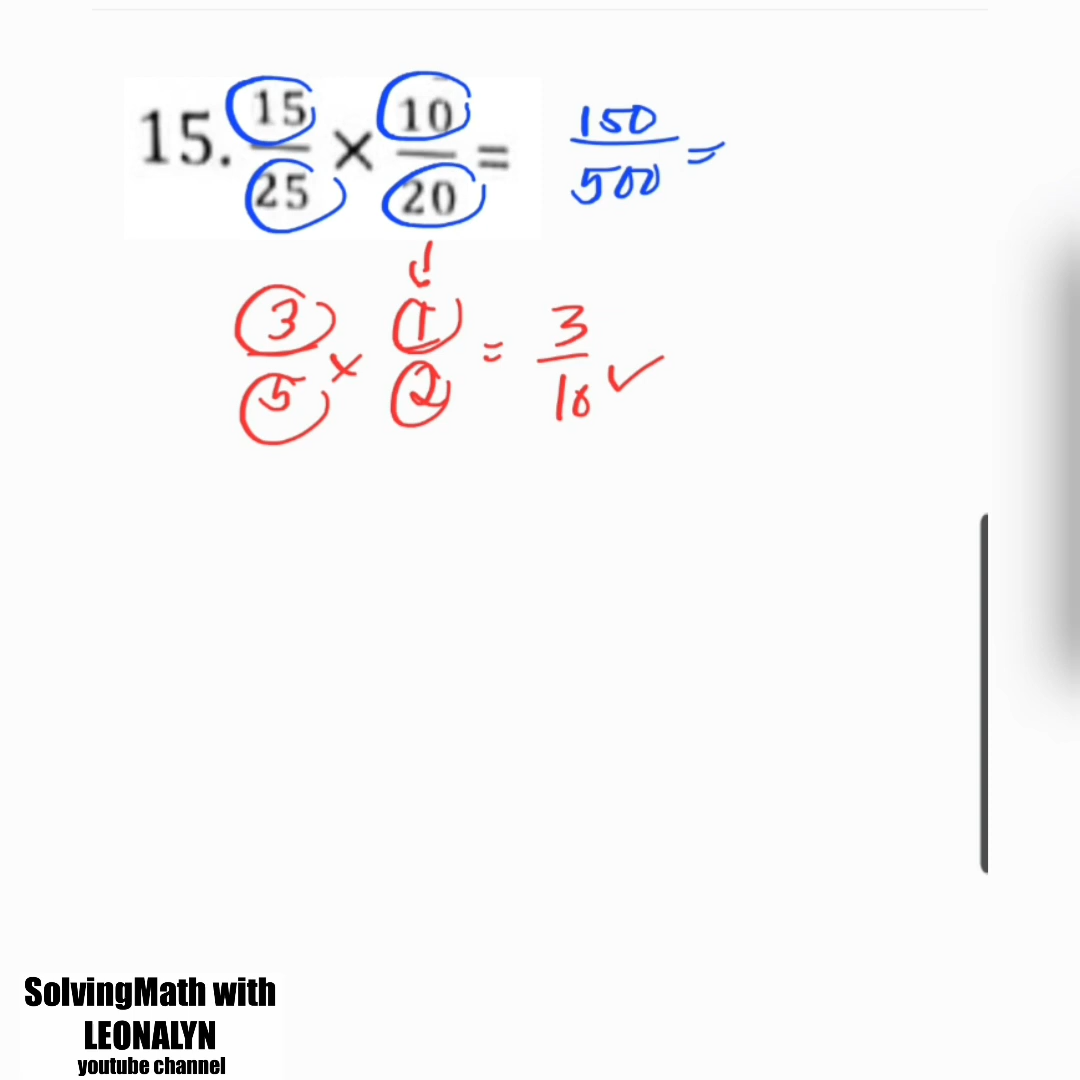 15. 15/25 × 10/20 = 150/500 =
3/5 × 1/2 = 3/10 ✓
SolvingMath with
LEONALYN
youtube channel